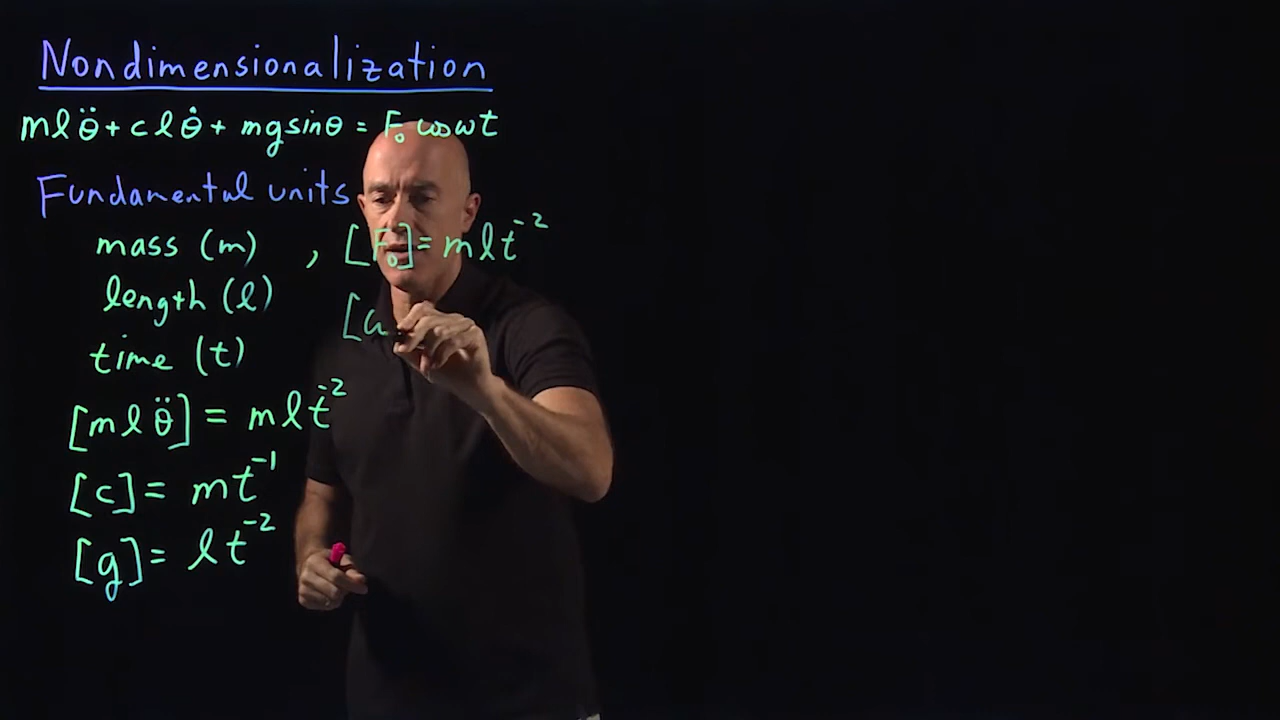 Nondimensionalization
mlθ̈ + clθ̇ + mg sinθ = F₀ cosωt
Fundamental units
mass (m) , [F₀] = mlt⁻²
length (l)
time (t)
[mlθ̈] = mlt⁻²
[c] = mt⁻¹
[g] = lt⁻²